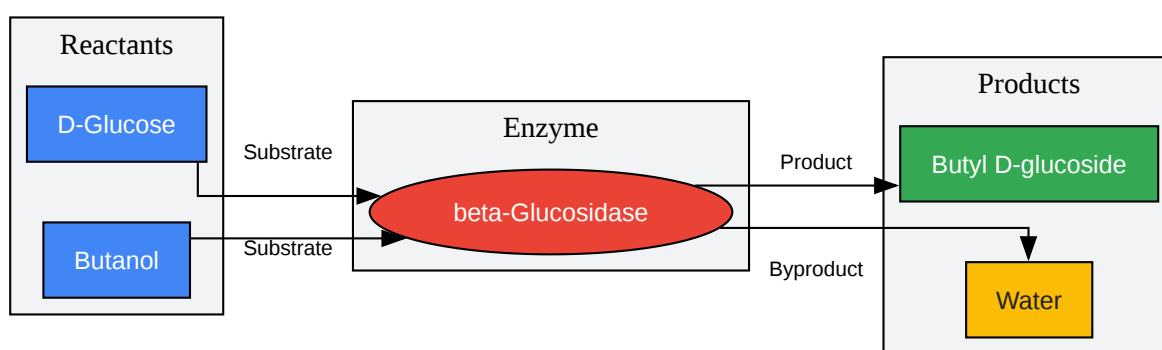 Reactants
D-Glucose
Butanol
Substrate
Substrate
Enzyme
beta-Glucosidase
Product
Byproduct
Products
Butyl D-glucoside
Water